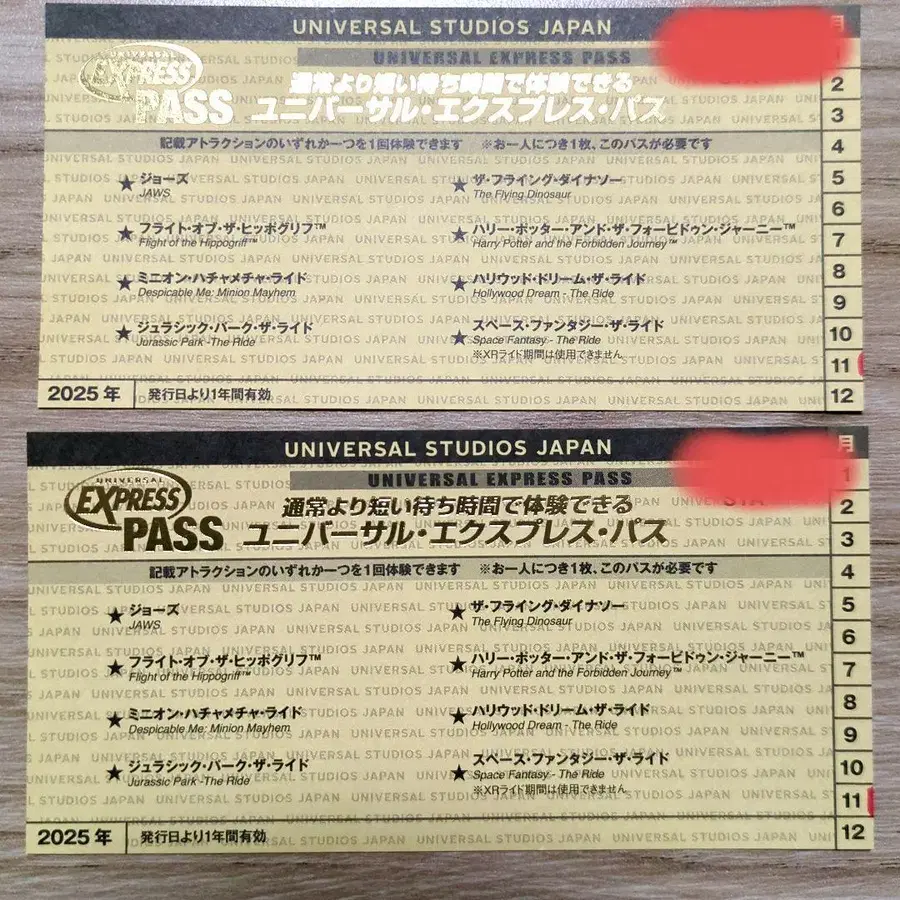 UNIVERSAL STUDIOS JAPAN
月
UNIVERSAL EXPRESS PASS
UNIVERSAL
EXPRESS
PASS
通常より短い待ち時間で体験できる
ユニバーサル・エクスプレス・パス
記載アトラクションのいずれか一つを1回体験できます ※お一人につき1枚、このパスが必要です
★ジョーズ
JAWS
★ザ・フライング・ダイナソー
The Flying Dinosaur
★フライト・オブ・ザ・ヒッポグリフ™
Flight of the Hippogriff™
★ハリー・ポッター・アンド・ザ・フォービドゥン・ジャーニー™
Harry Potter and the Forbidden Journey™
★ミニオン・ハチャメチャ・ライド
Despicable Me: Minion Mayhem
★ハリウッド・ドリーム・ザ・ライド
Hollywood Dream - The Ride
★ジュラシック・パーク・ザ・ライド
Jurassic Park -The Ride
★スペース・ファンタジー・ザ・ライド
Space Fantasy - The Ride
※XRライド期間は使用できません
2025年
発行日より1年間有効
1
2
3
4
5
6
7
8
9
10
11
12
UNIVERSAL STUDIOS JAPAN
月
UNIVERSAL EXPRESS PASS
UNIVERSAL
EXPRESS
PASS
通常より短い待ち時間で体験できる
ユニバーサル・エクスプレス・パス
記載アトラクションのいずれか一つを1回体験できます ※お一人につき1枚、このパスが必要です
★ジョーズ
JAWS
★ザ・フライング・ダイナソー
The Flying Dinosaur
★フライト・オブ・ザ・ヒッポグリフ™
Flight of the Hippogriff™
★ハリー・ポッター・アンド・ザ・フォービドゥン・ジャーニー™
Harry Potter and the Forbidden Journey™
★ミニオン・ハチャメチャ・ライド
Despicable Me: Minion Mayhem
★ハリウッド・ドリーム・ザ・ライド
Hollywood Dream - The Ride
★ジュラシック・パーク・ザ・ライド
Jurassic Park -The Ride
★スペース・ファンタジー・ザ・ライド
Space Fantasy - The Ride
※XRライド期間は使用できません
2025年
発行日より1年間有効
1
2
3
4
5
6
7
8
9
10
11
12